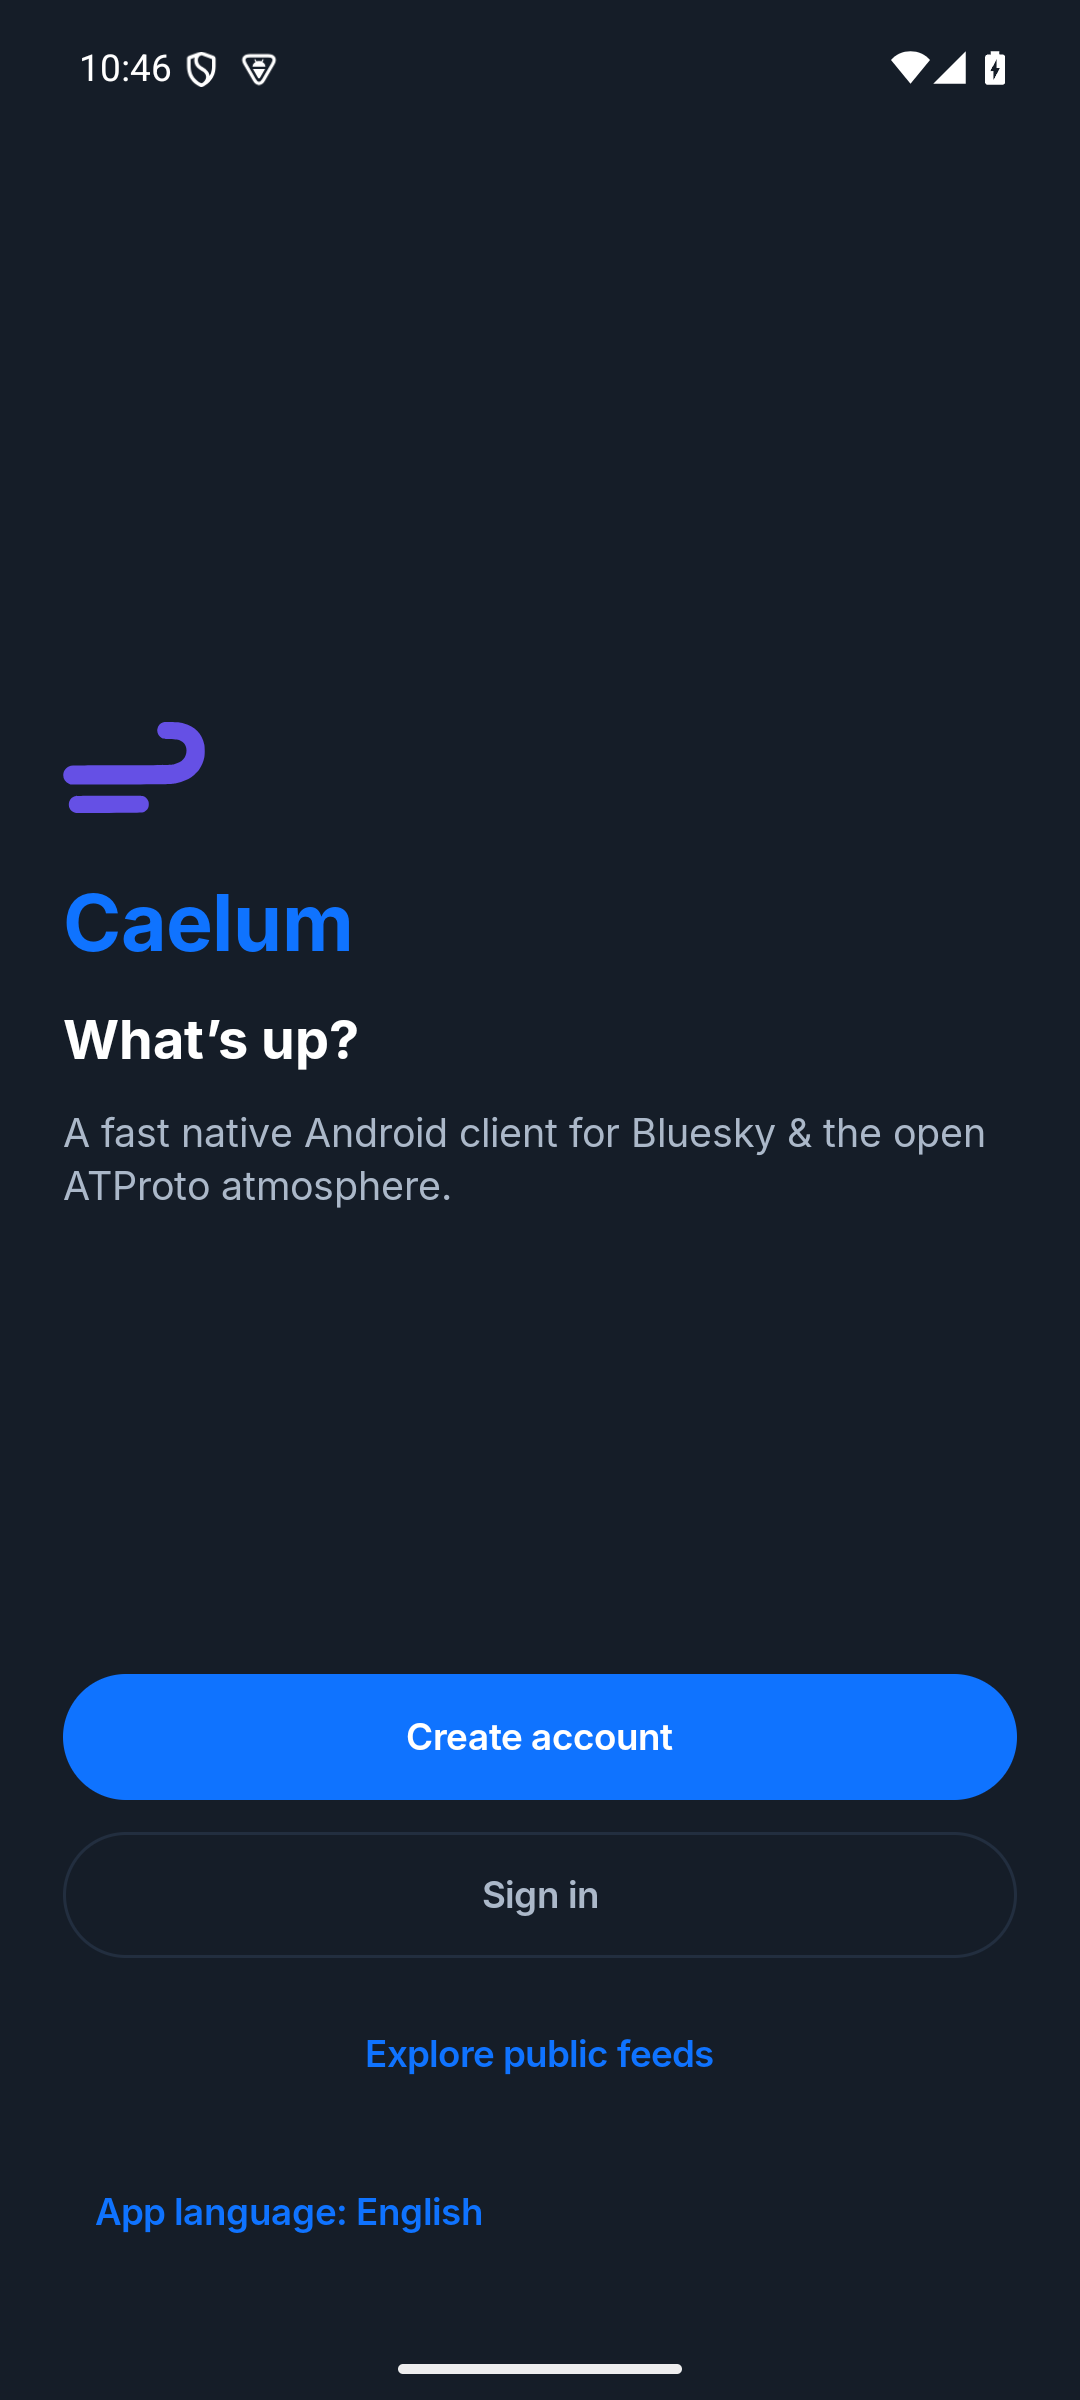 10:46
Caelum
What’s up?
A fast native Android client for Bluesky & the open
ATProto atmosphere.
Create account
Sign in
Explore public feeds
App language: English